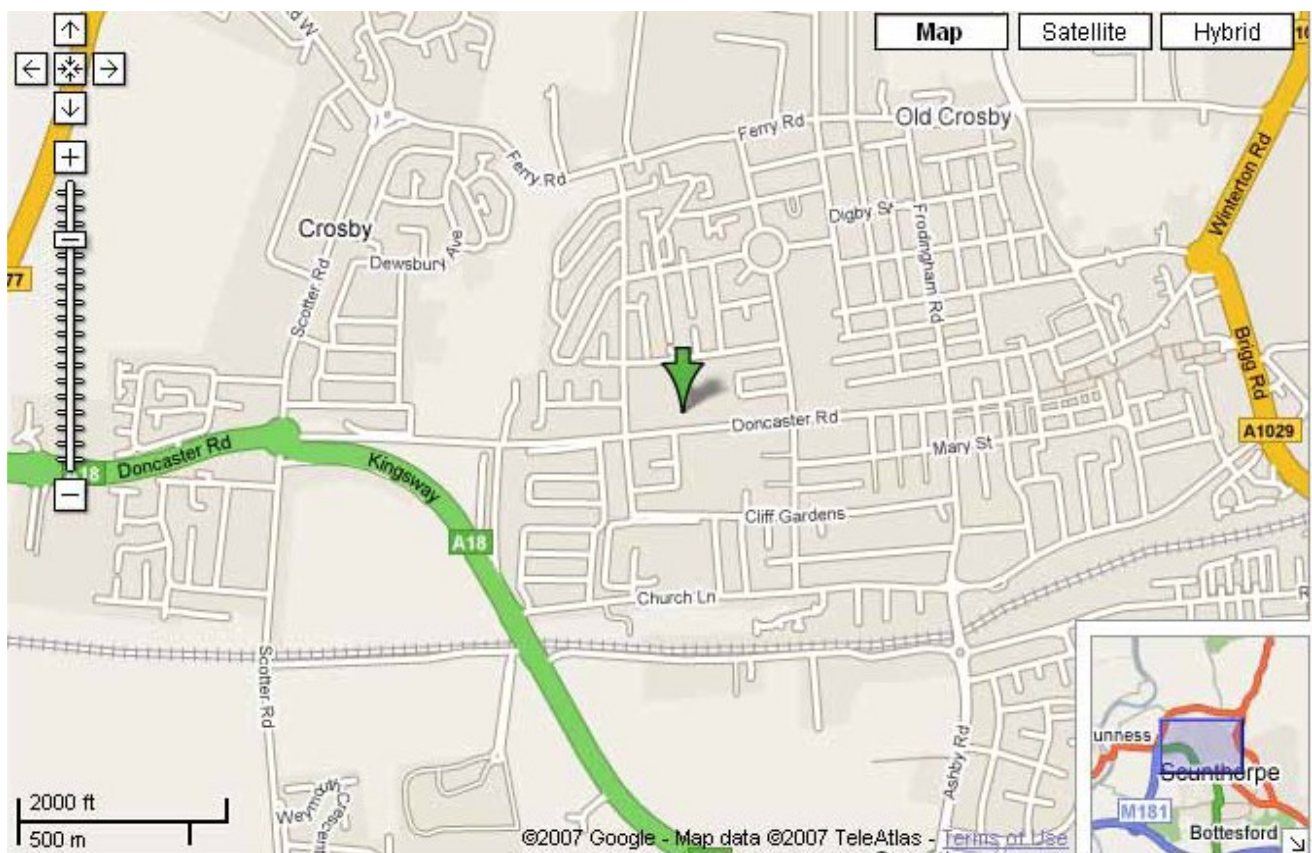 Map
Satellite
Hybrid
Old Crosby
Ferry Rd
Ferry Rd
Winterton Rd
Digby St
Crosby
Frodingham Rd
Dewsbury Ave
77
Scotter Rd
Brigg Rd
Doncaster Rd
A1029
Mary St
Doncaster Rd
18
Kingsway
Cliff Gardens
A18
Church Ln
Scotter Rd
Ashby Rd
unness
Scunthorpe
Weymouth Crescent
2000 ft
M181
500 m
©2007 Google - Map data ©2007 TeleAtlas - Terms of Use
Bottesford